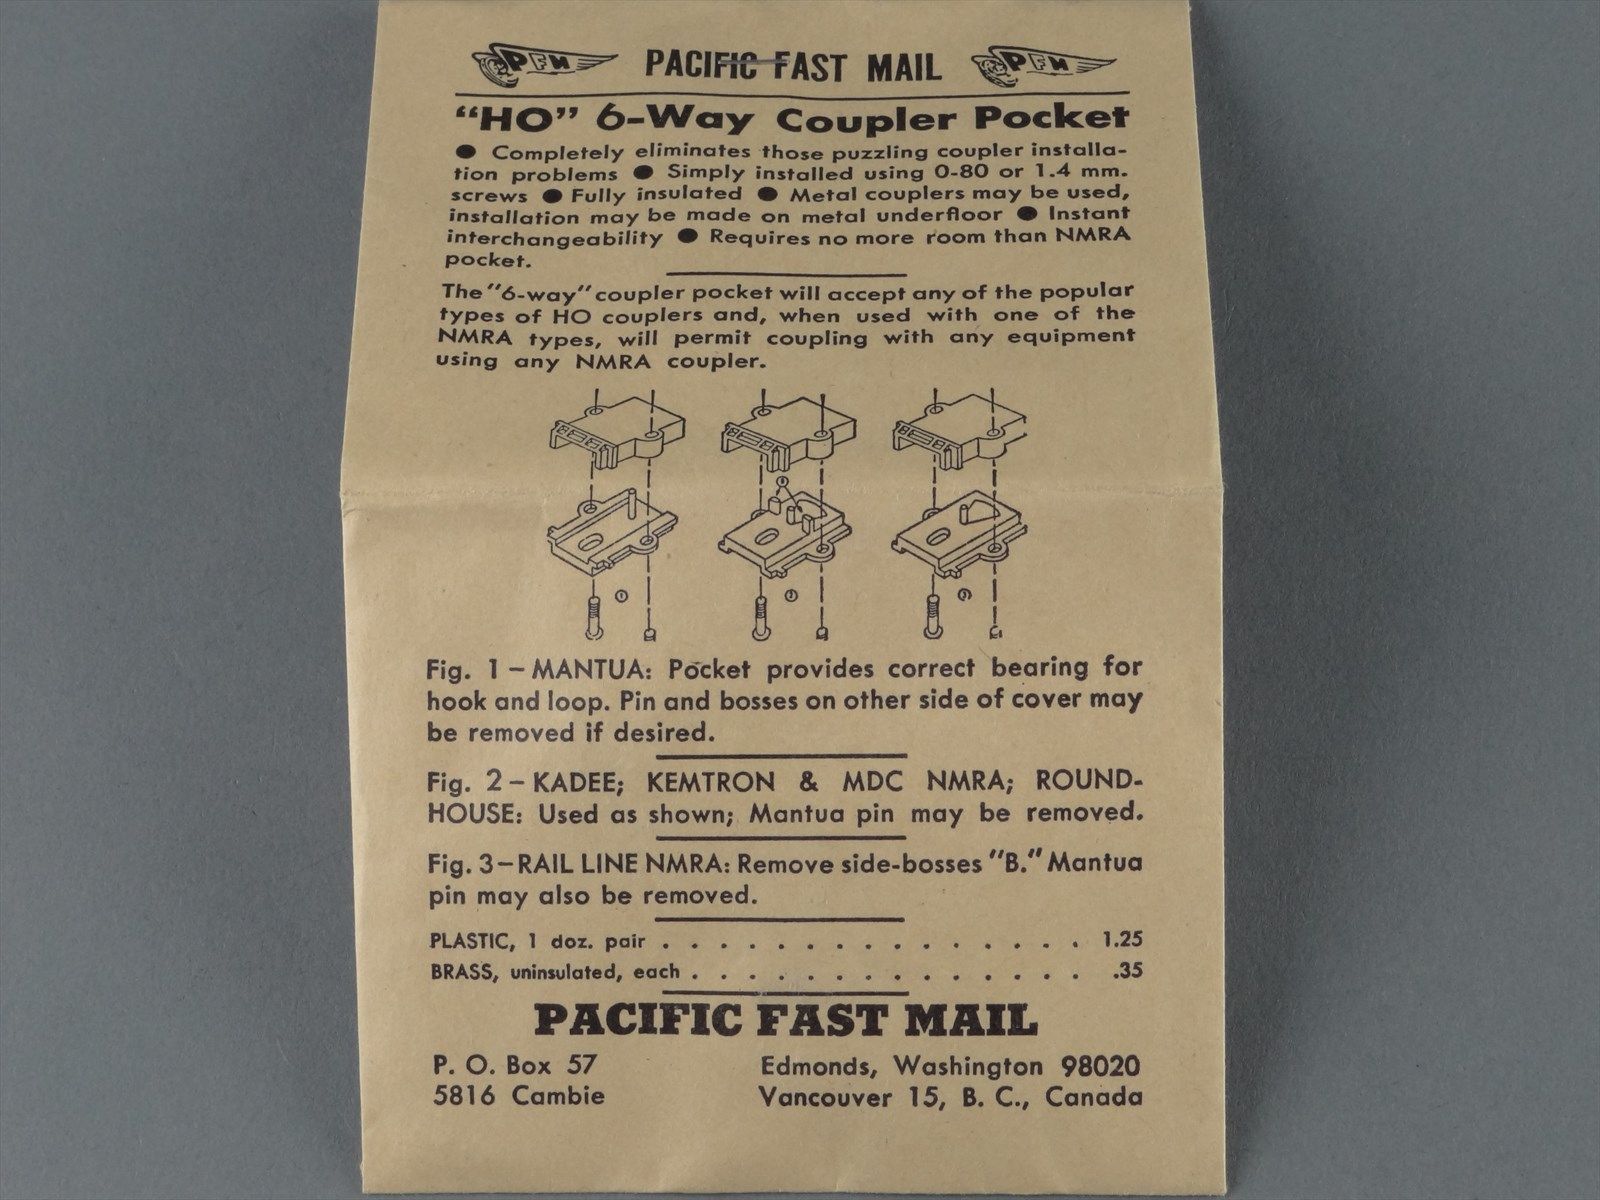 PFM PACIFIC FAST MAIL PFM
“HO” 6-Way Coupler Pocket
● Completely eliminates those puzzling coupler installa-
tion problems ● Simply installed using 0-80 or 1.4 mm.
screws ● Fully insulated ● Metal couplers may be used,
installation may be made on metal underfloor ● Instant
interchangeability ● Requires no more room than NMRA
pocket.
The "6-way" coupler pocket will accept any of the popular
types of HO couplers and, when used with one of the
NMRA types, will permit coupling with any equipment
using any NMRA coupler.
Fig. 1 – MANTUA: Pocket provides correct bearing for
hook and loop. Pin and bosses on other side of cover may
be removed if desired.
Fig. 2 – KADEE; KEMTRON & MDC NMRA; ROUND-
HOUSE: Used as shown; Mantua pin may be removed.
Fig. 3 – RAIL LINE NMRA: Remove side-bosses "B." Mantua
pin may also be removed.
PLASTIC, 1 doz. pair . . . . . . . . . . . . . . . . 1.25
BRASS, uninsulated, each . . . . . . . . . . . . . . .35
PACIFIC FAST MAIL
P. O. Box 57 Edmonds, Washington 98020
5816 Cambie Vancouver 15, B. C., Canada